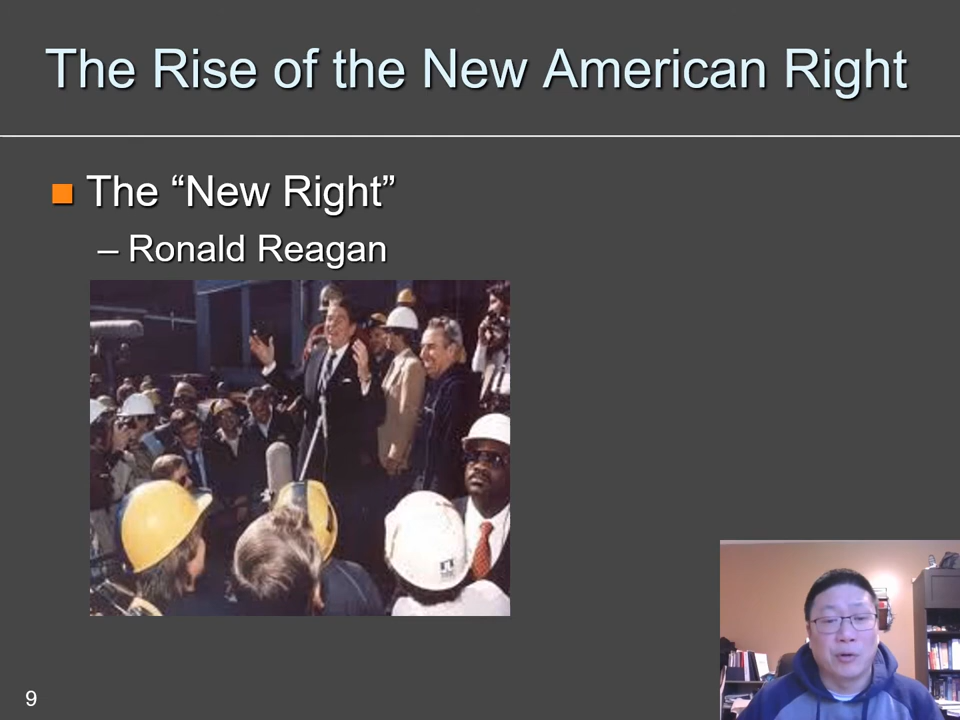 The Rise of the New American Right
■ The “New Right”
– Ronald Reagan
9